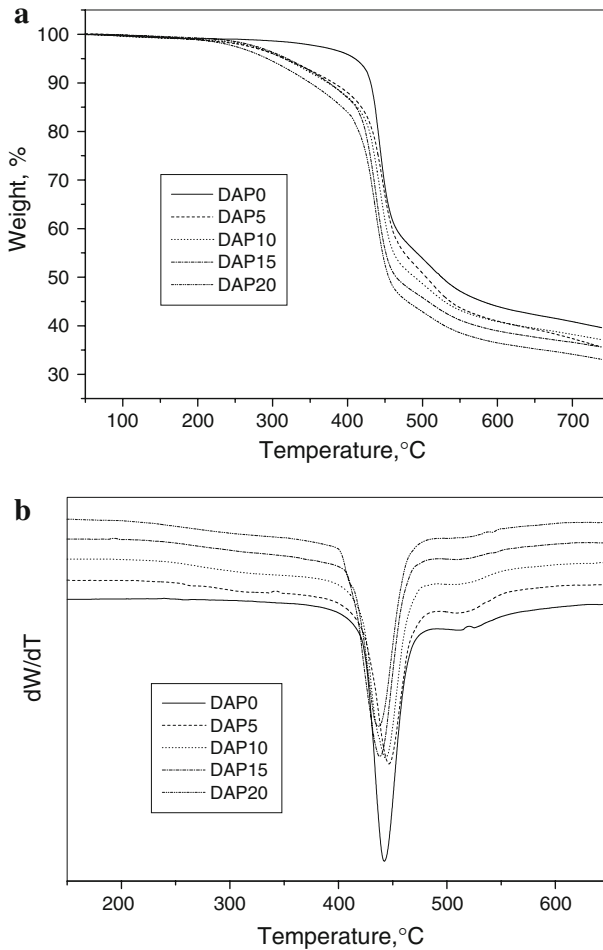 a
100
90
80
70
60
50
40
30
Weight, %
DAP0
DAP5
DAP10
DAP15
DAP20
100 200 300 400 500 600 700
Temperature,°C
b
dW/dT
DAP0
DAP5
DAP10
DAP15
DAP20
200 300 400 500 600
Temperature,°C